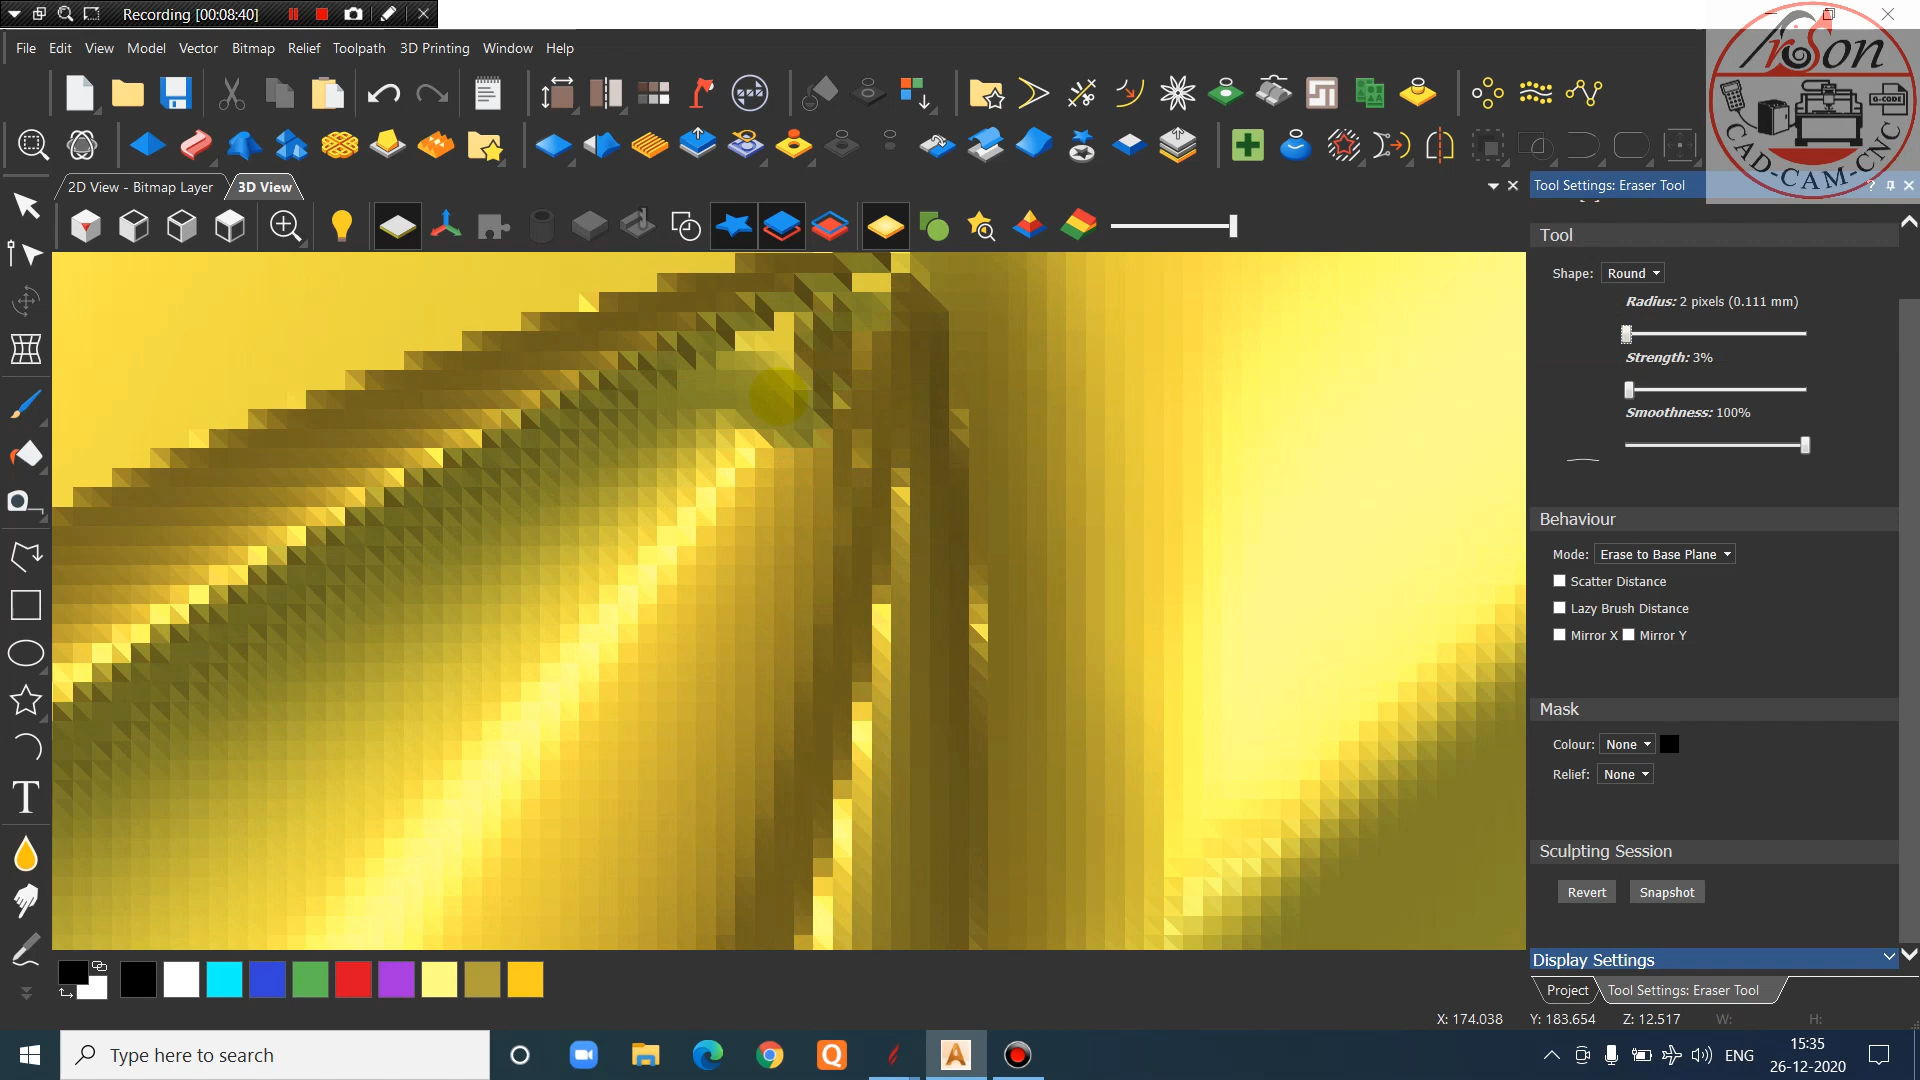 Recording [00:08:40]
File Edit View Model Vector Bitmap Relief Toolpath 3D Printing Window Help
ArSon
G-CODE
CAD-CAM-CNC
2D View - Bitmap Layer
3D View
Tool Settings: Eraser Tool
Tool
Shape: Round
Radius: 2 pixels (0.111 mm)
Strength: 3%
Smoothness: 100%
Behaviour
Mode: Erase to Base Plane
Scatter Distance
Lazy Brush Distance
Mirror X Mirror Y
Mask
Colour: None
Relief: None
Sculpting Session
Revert Snapshot
Display Settings
Project Tool Settings: Eraser Tool
X: 174.038 Y: 183.654 Z: 12.517 W: H:
Type here to search
ENG
15:35
26-12-2020